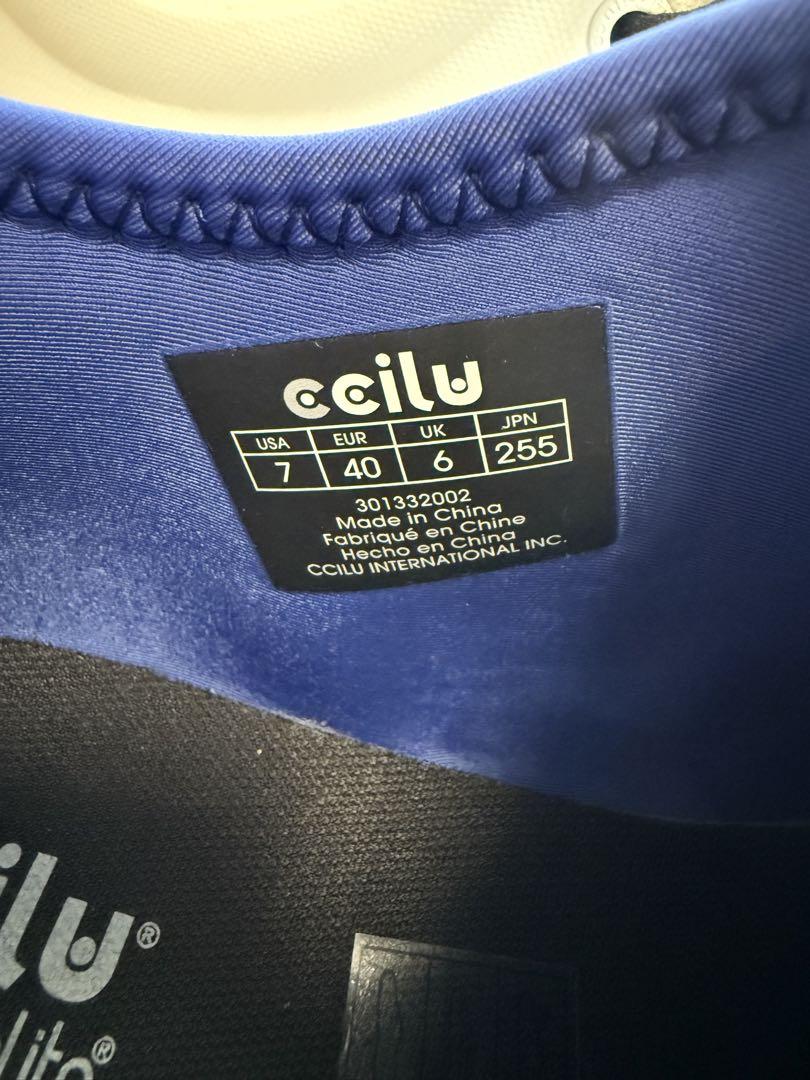 ccilu
USA EUR UK JPN
7 40 6 255
301332002
Made in China
Fabriqué en Chine
Hecho en China
CCILU INTERNATIONAL INC.
ilu®